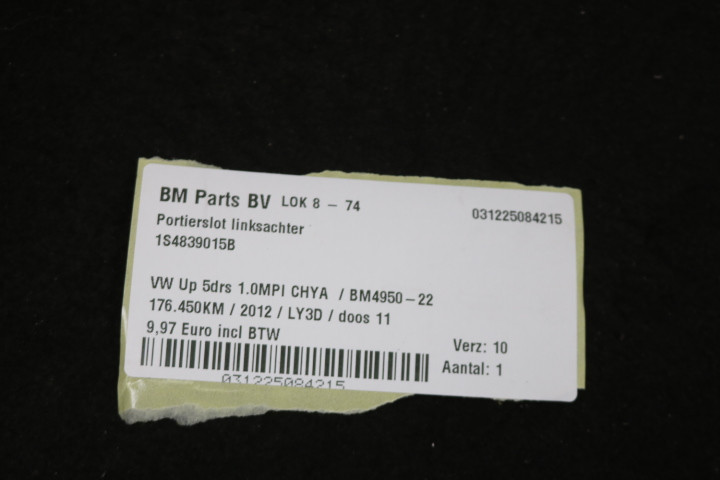 BM Parts BV LOK 8 - 74
031225084215
Portierslot linksachter
1S4839015B
VW Up 5drs 1.0MPI CHYA / BM4950-22
176.450KM / 2012 / LY3D / doos 11
9,97 Euro incl BTW
Verz: 10
Aantal: 1
031225084215